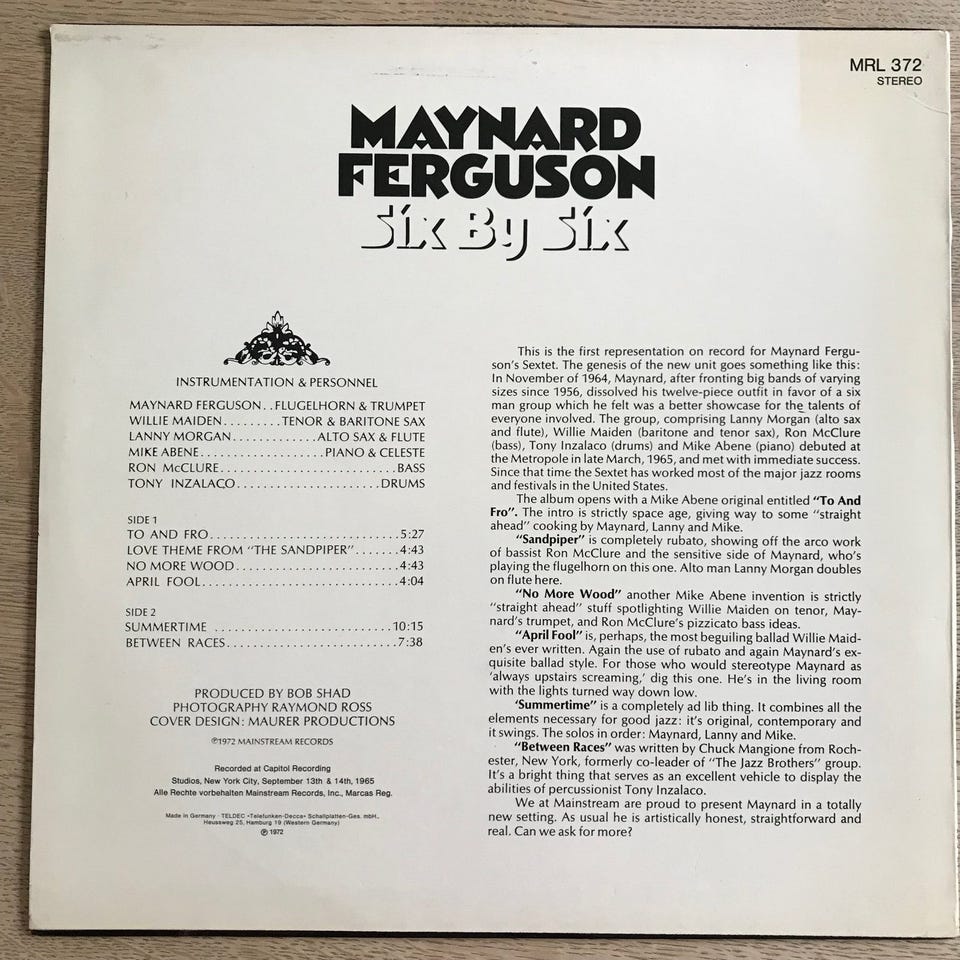 MRL 372
STEREO
MAYNARD
FERGUSON
Six By Six
INSTRUMENTATION & PERSONNEL
MAYNARD FERGUSON..FLUGELHORN & TRUMPET
WILLIE MAIDEN.........TENOR & BARITONE SAX
LANNY MORGAN.............ALTO SAX & FLUTE
MIKE ABENE...................PIANO & CELESTE
RON McCLURE...........................BASS
TONY INZALACO......................DRUMS
SIDE 1
TO AND FRO.............................5:27
LOVE THEME FROM "THE SANDPIPER".......4:43
NO MORE WOOD.........................4:43
APRIL FOOL..............................4:04
SIDE 2
SUMMERTIME ...........................10:15
BETWEEN RACES..........................7:38
PRODUCED BY BOB SHAD
PHOTOGRAPHY RAYMOND ROSS
COVER DESIGN: MAURER PRODUCTIONS
℗1972 MAINSTREAM RECORDS
Recorded at Capitol Recording
Studios, New York City, September 13th & 14th, 1965
Alle Rechte vorbehalten Mainstream Records, Inc., Marcas Reg.
Made in Germany · TELDEC »Telefunken-Decca« Schallplatten-Ges. mbH.,
Heussweg 25, Hamburg 19 (Western Germany)
℗ 1972
This is the first representation on record for Maynard Fergu-
son's Sextet. The genesis of the new unit goes something like this:
In November of 1964, Maynard, after fronting big bands of varying
sizes since 1956, dissolved his twelve-piece outfit in favor of a six
man group which he felt was a better showcase for the talents of
everyone involved. The group, comprising Lanny Morgan (alto sax
and flute), Willie Maiden (baritone and tenor sax), Ron McClure
(bass), Tony Inzalaco (drums) and Mike Abene (piano) debuted at
the Metropole in late March, 1965, and met with immediate success.
Since that time the Sextet has worked most of the major jazz rooms
and festivals in the United States.
The album opens with a Mike Abene original entitled "To And
Fro". The intro is strictly space age, giving way to some "straight
ahead" cooking by Maynard, Lanny and Mike.
"Sandpiper" is completely rubato, showing off the arco work
of bassist Ron McClure and the sensitive side of Maynard, who's
playing the flugelhorn on this one. Alto man Lanny Morgan doubles
on flute here.
"No More Wood" another Mike Abene invention is strictly
"straight ahead" stuff spotlighting Willie Maiden on tenor, May-
nard's trumpet, and Ron McClure's pizzicato bass ideas.
"April Fool" is, perhaps, the most beguiling ballad Willie Maid-
en's ever written. Again the use of rubato and again Maynard's ex-
quisite ballad style. For those who would stereotype Maynard as
'always upstairs screaming,' dig this one. He's in the living room
with the lights turned way down low.
'Summertime" is a completely ad lib thing. It combines all the
elements necessary for good jazz: it's original, contemporary and
it swings. The solos in order: Maynard, Lanny and Mike.
"Between Races" was written by Chuck Mangione from Roch-
ester, New York, formerly co-leader of "The Jazz Brothers" group.
It's a bright thing that serves as an excellent vehicle to display the
abilities of percussionist Tony Inzalaco.
We at Mainstream are proud to present Maynard in a totally
new setting. As usual he is artistically honest, straightforward and
real. Can we ask for more?